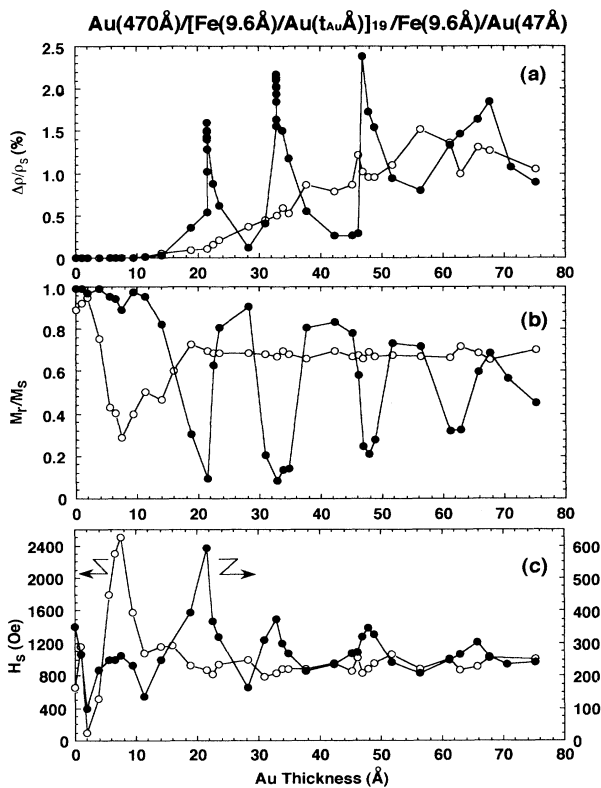 Au(470Å)/[Fe(9.6Å)/Au(tAuÅ)]19/Fe(9.6Å)/Au(47Å)
2.5
2.0
1.5
1.0
0.5
0
Δρ/ρs (%)
(a)
0 10 20 30 40 50 60 70 80
1.0
0.8
0.6
0.4
0.2
0
Mr/Ms
(b)
0 10 20 30 40 50 60 70 80
2400
2000
1600
1200
800
400
0
Hs (Oe)
(c)
600
500
400
300
200
100
0
0 10 20 30 40 50 60 70 80
Au Thickness (Å)